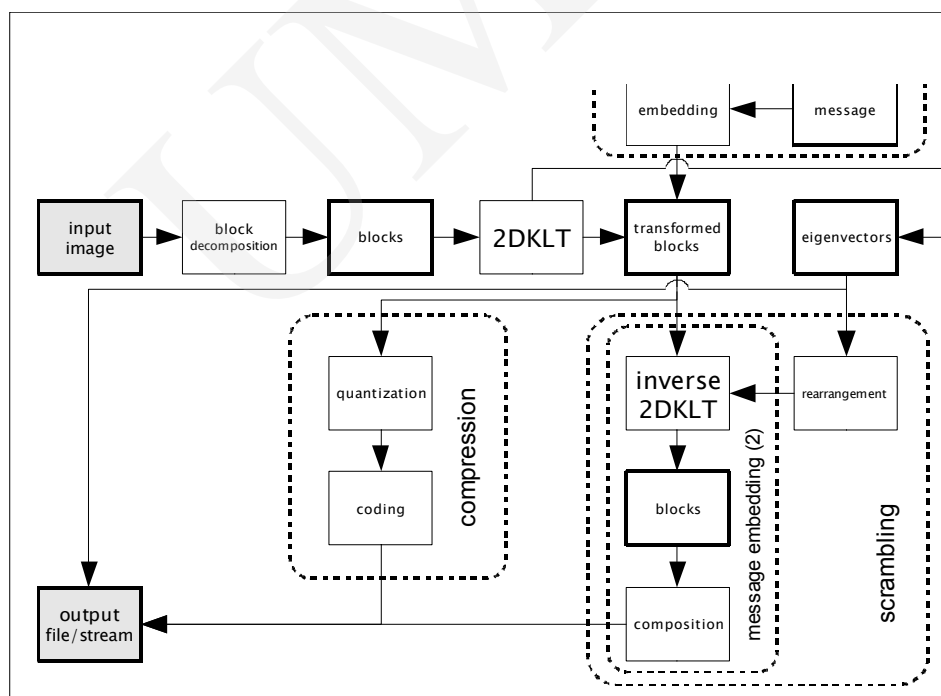 embedding
message
input
image
block
decomposition
blocks
2DKLT
transformed
blocks
eigenvectors
quantization
coding
compression
inverse
2DKLT
rearrangement
blocks
composition
message embedding (2)
scrambling
output
file/stream
UM